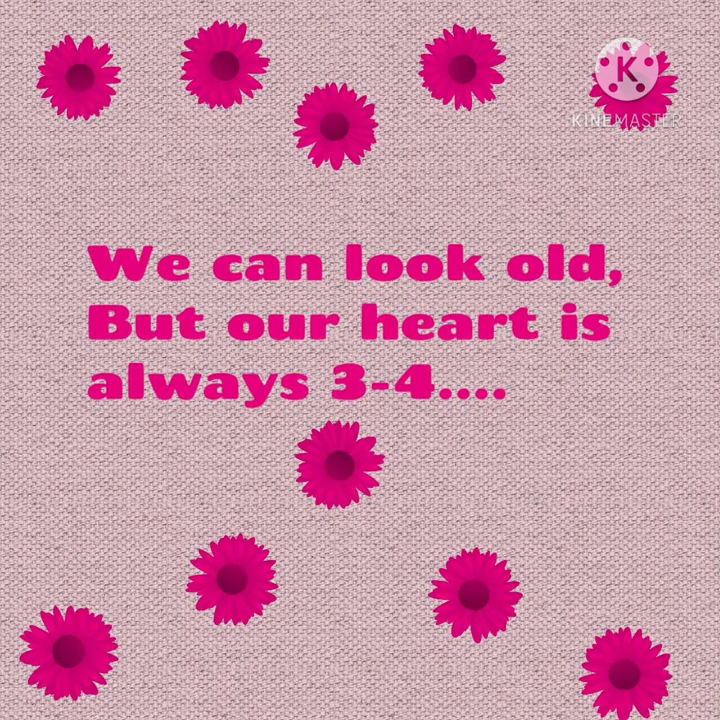 K
KINEMASTER
We can look old,
But our heart is
always 3-4....